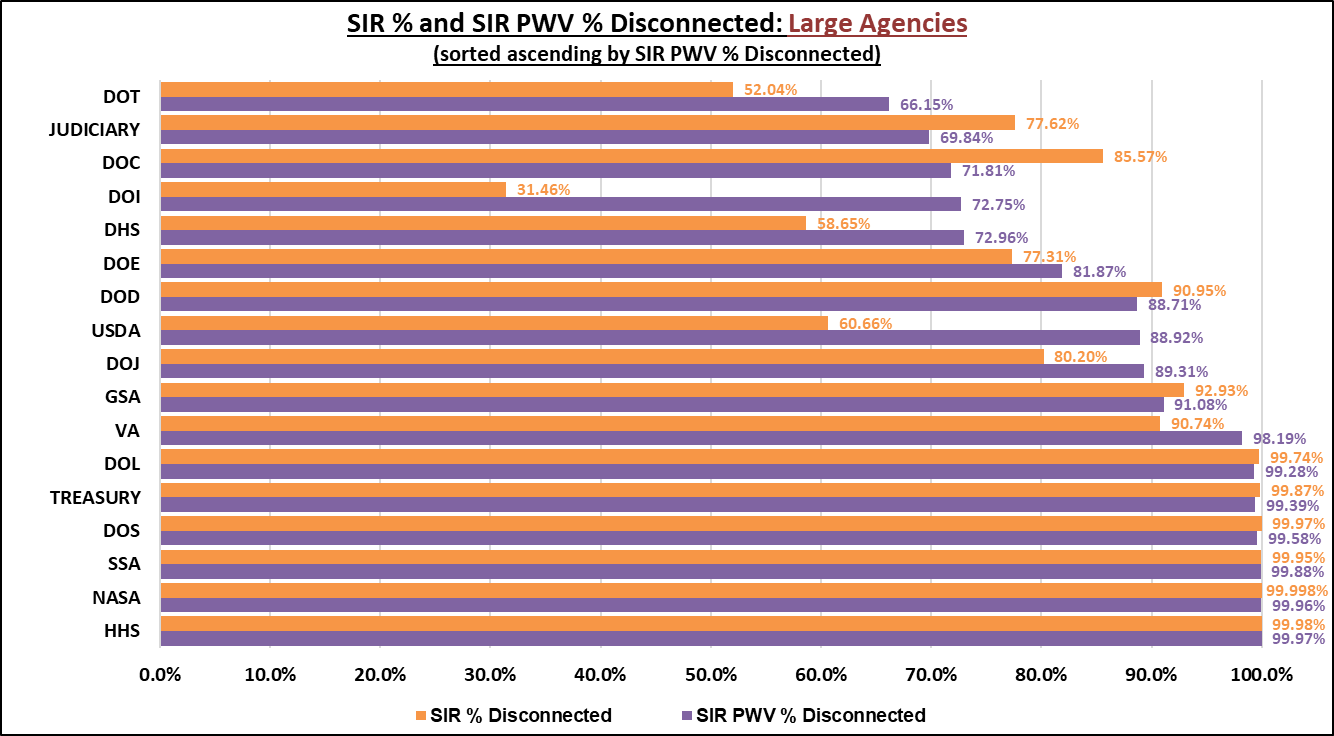 SIR % and SIR PWV % Disconnected: Large Agencies
(sorted ascending by SIR PWV % Disconnected)
DOT
52.04%
66.15%
JUDICIARY
77.62%
69.84%
DOC
85.57%
71.81%
DOI
31.46%
72.75%
DHS
58.65%
72.96%
DOE
77.31%
81.87%
DOD
90.95%
88.71%
USDA
60.66%
88.92%
DOJ
80.20%
89.31%
GSA
92.93%
91.08%
VA
90.74%
98.19%
DOL
99.74%
99.28%
TREASURY
99.87%
99.39%
DOS
99.97%
99.58%
SSA
99.95%
99.88%
NASA
99.998%
99.96%
HHS
99.98%
99.97%
0.0% 10.0% 20.0% 30.0% 40.0% 50.0% 60.0% 70.0% 80.0% 90.0% 100.0%
SIR % Disconnected SIR PWV % Disconnected